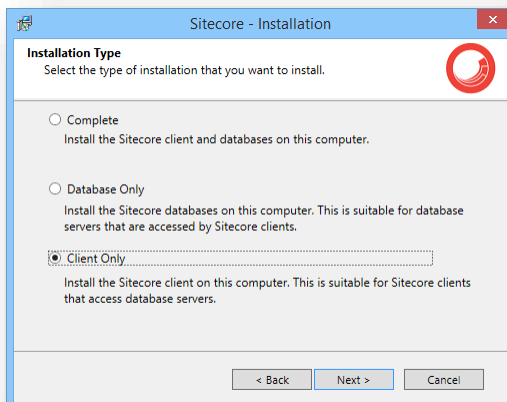 Sitecore - Installation
Installation Type
Select the type of installation that you want to install.
Complete
Install the Sitecore client and databases on this computer.
Database Only
Install the Sitecore databases on this computer. This is suitable for database
servers that are accessed by Sitecore clients.
Client Only
Install the Sitecore client on this computer. This is suitable for Sitecore clients
that access database servers.
< Back
Next >
Cancel